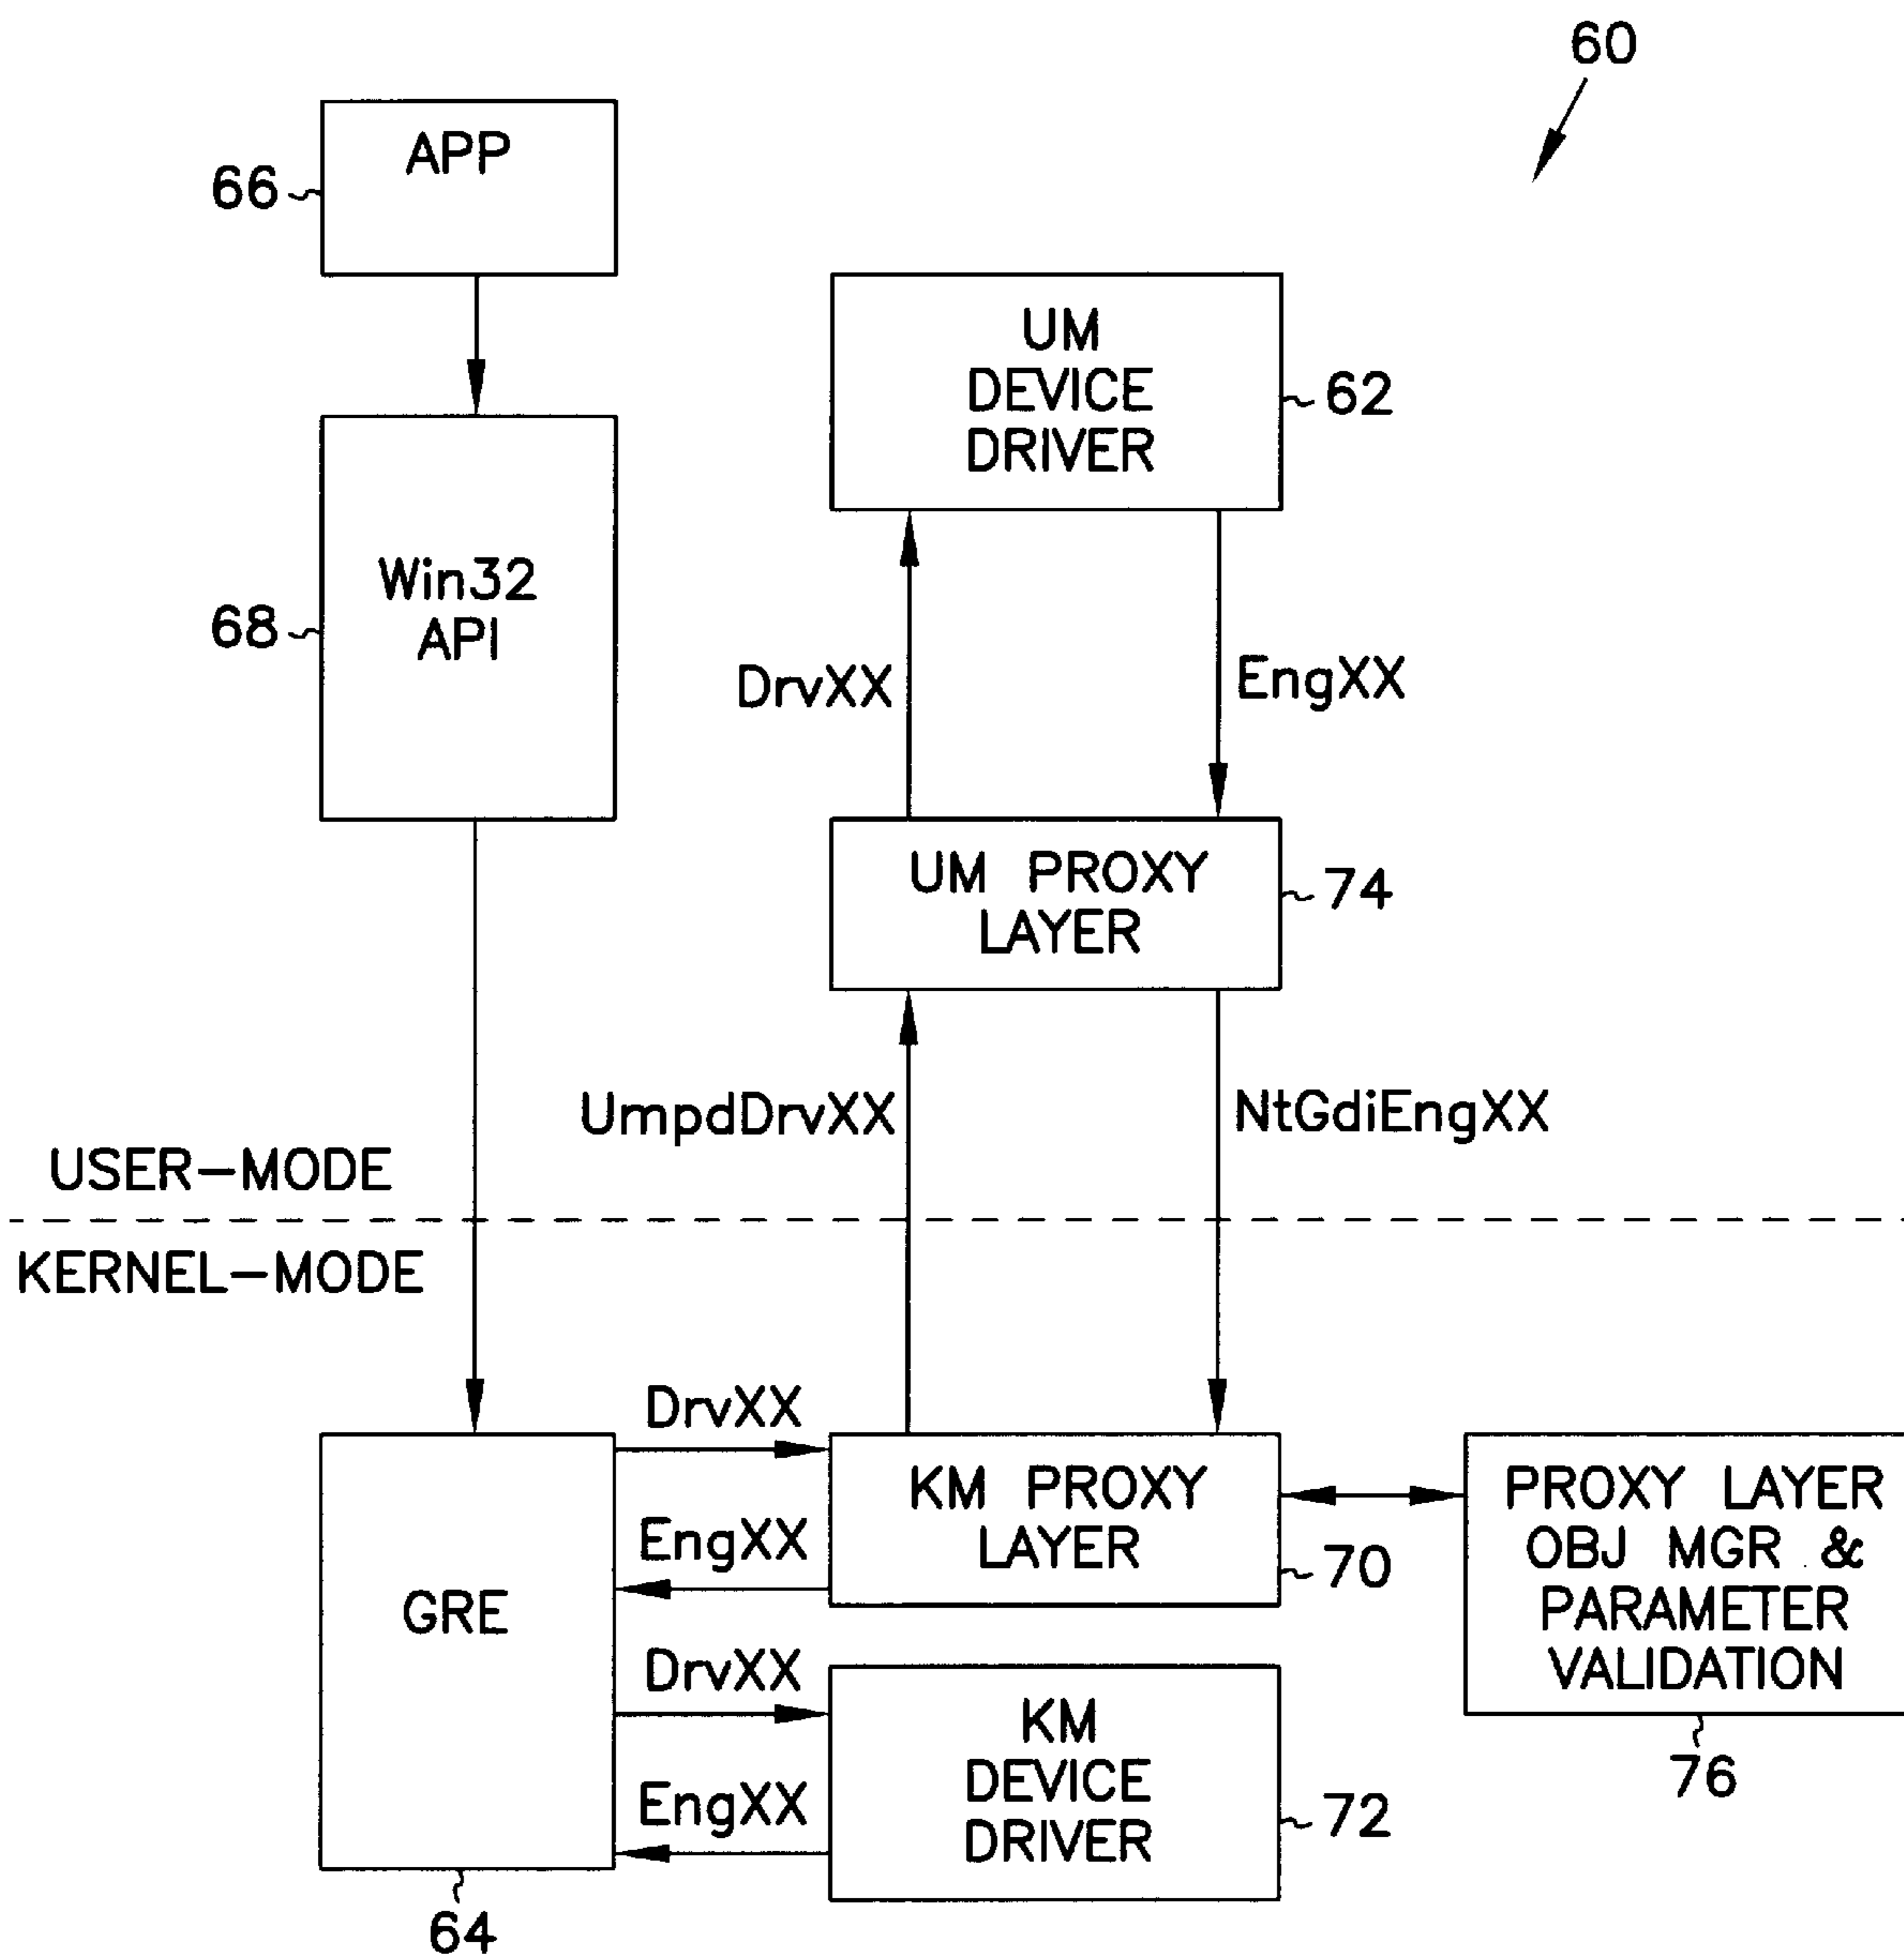 60
APP
66
UM
DEVICE
DRIVER
62
Win32
API
68
DrvXX
EngXX
UM PROXY
LAYER
74
UmpdDrvXX
NtGdiEngXX
USER-MODE
KERNEL-MODE
DrvXX
KM PROXY
LAYER
70
EngXX
PROXY LAYER
OBJ MGR &
PARAMETER
VALIDATION
76
GRE
64
DrvXX
KM
DEVICE
DRIVER
72
EngXX